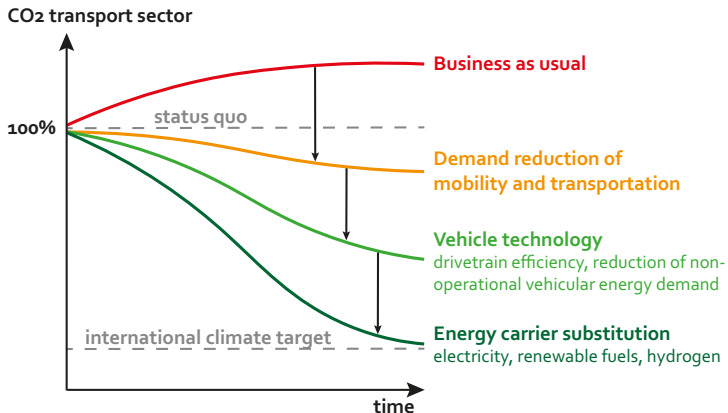 CO2 transport sector
Business as usual
status quo
100%
Demand reduction of
mobility and transportation
Vehicle technology
drivetrain efficiency, reduction of non-
operational vehicular energy demand
international climate target
Energy carrier substitution
electricity, renewable fuels, hydrogen
time